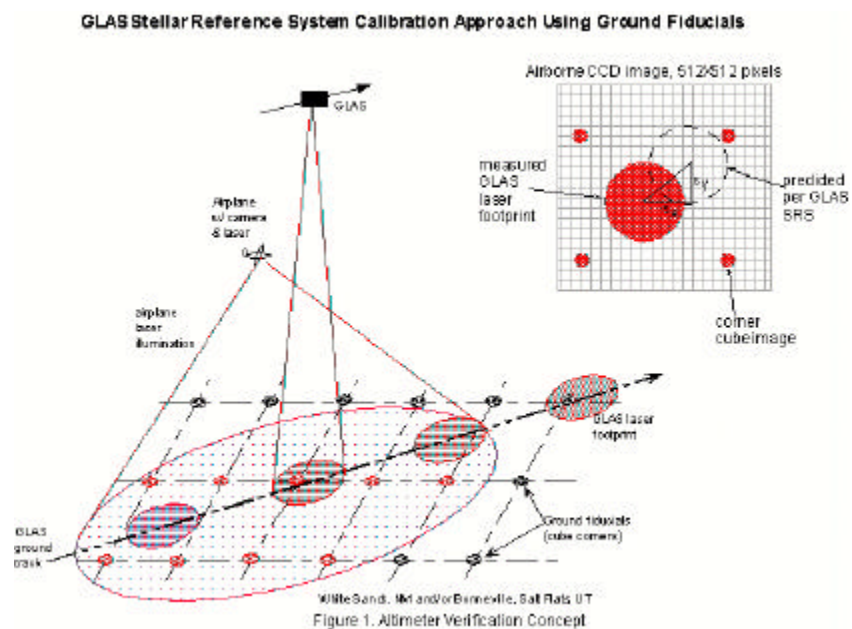 GLAS Stellar Reference System Calibration Approach Using Ground Fiducials
Airborne CCD image, 512X512 pixels
GLAS
measured
GLAS
laser
footprint
predicted
per GLAS
SRS
Airplane
w/ camera
& laser
corner
cube image
airplane
laser
illumination
GLAS laser
footprint
GLAS
ground
track
Ground fiduxials
(cube corners)
White Sands, NM and/or Bonneville, Salt Flats, UT
Figure 1. Altimeter Verification Concept